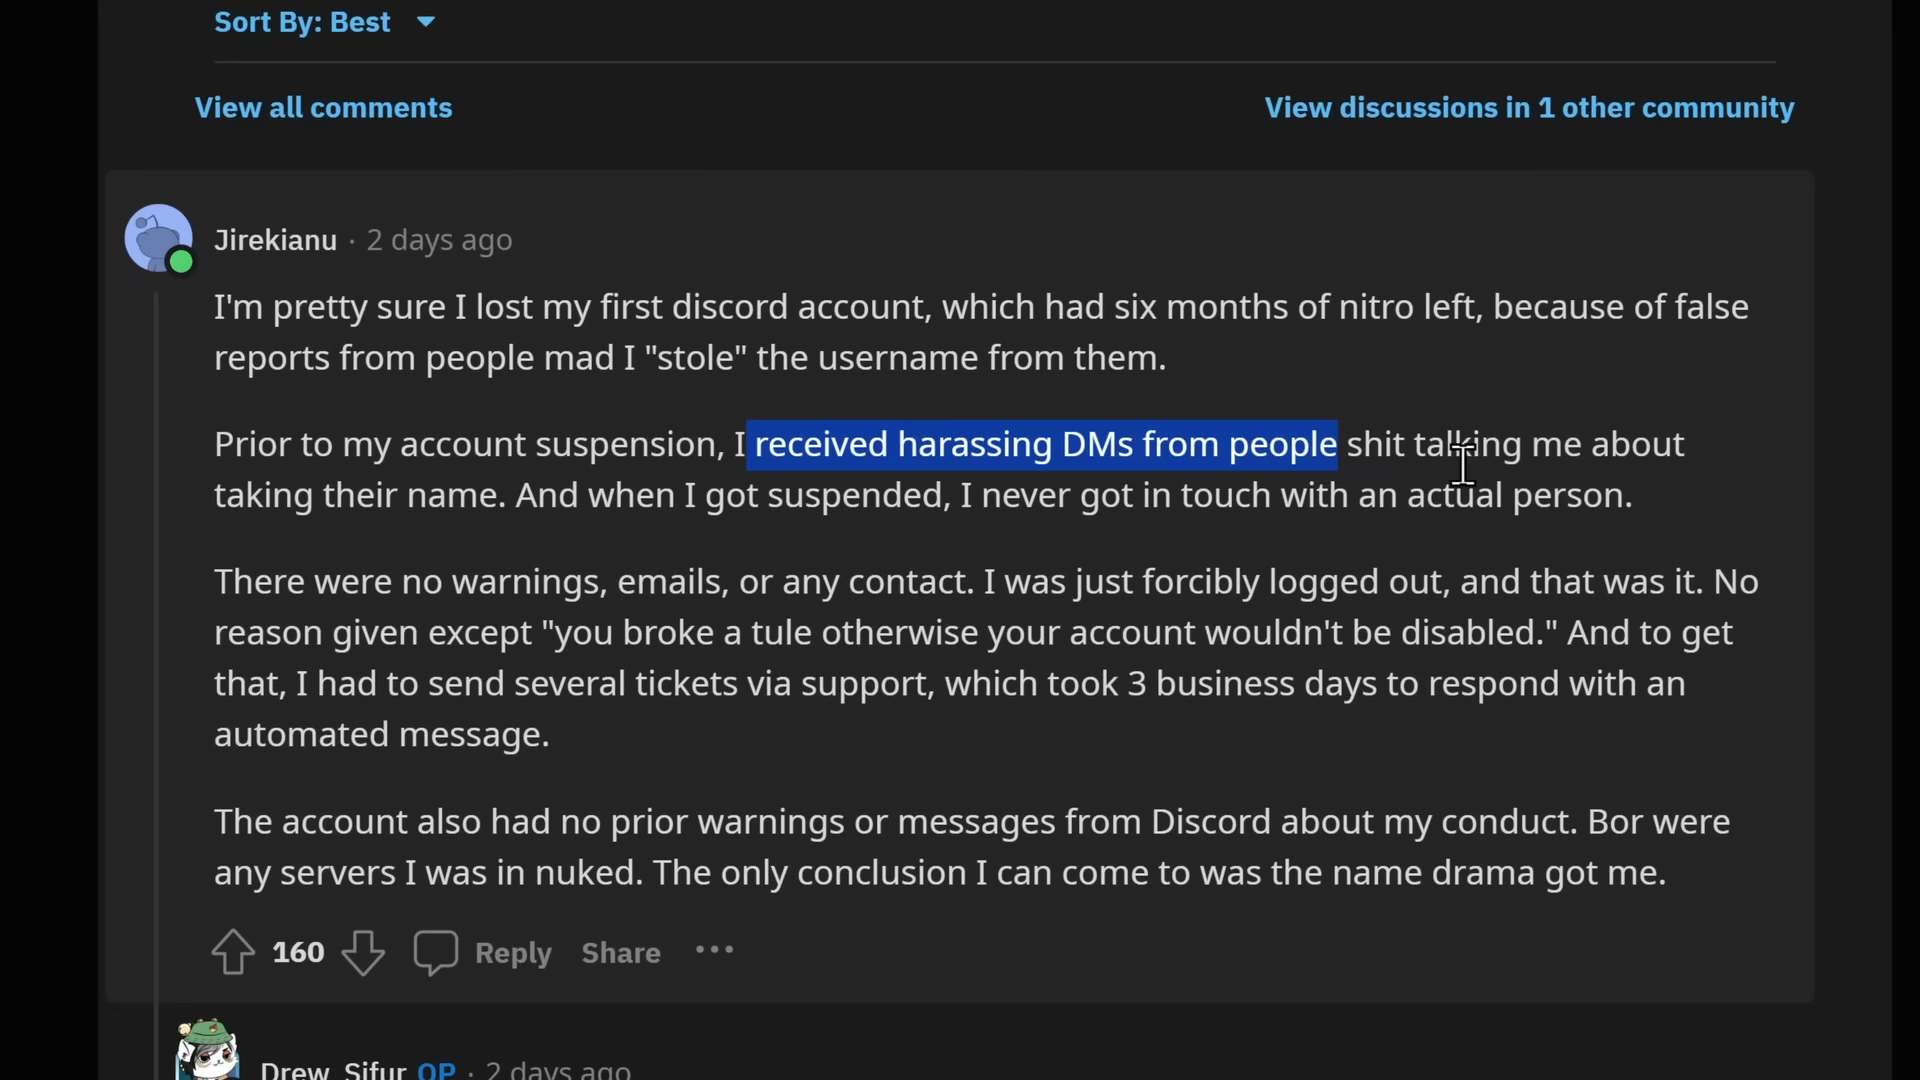 Sort By: Best
View all comments
View discussions in 1 other community
Jirekianu · 2 days ago
I'm pretty sure I lost my first discord account, which had six months of nitro left, because of false
reports from people mad I "stole" the username from them.
Prior to my account suspension, I received harassing DMs from people shit talking me about
taking their name. And when I got suspended, I never got in touch with an actual person.
There were no warnings, emails, or any contact. I was just forcibly logged out, and that was it. No
reason given except "you broke a tule otherwise your account wouldn't be disabled." And to get
that, I had to send several tickets via support, which took 3 business days to respond with an
automated message.
The account also had no prior warnings or messages from Discord about my conduct. Bor were
any servers I was in nuked. The only conclusion I can come to was the name drama got me.
160 Reply Share ···
Drew_Sifur OP · 2 days ago